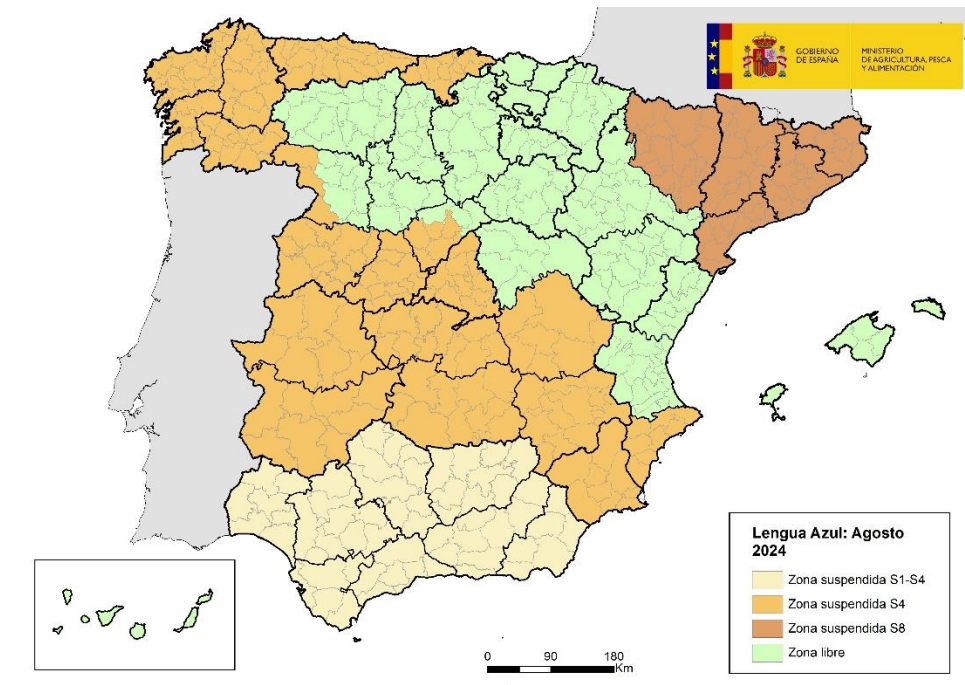 GOBIERNO
DE ESPAÑA
MINISTERIO
DE AGRICULTURA, PESCA
Y ALIMENTACIÓN
Lengua Azul: Agosto
2024
Zona suspendida S1-S4
Zona suspendida S4
Zona suspendida S8
Zona libre
0 90 180
Km